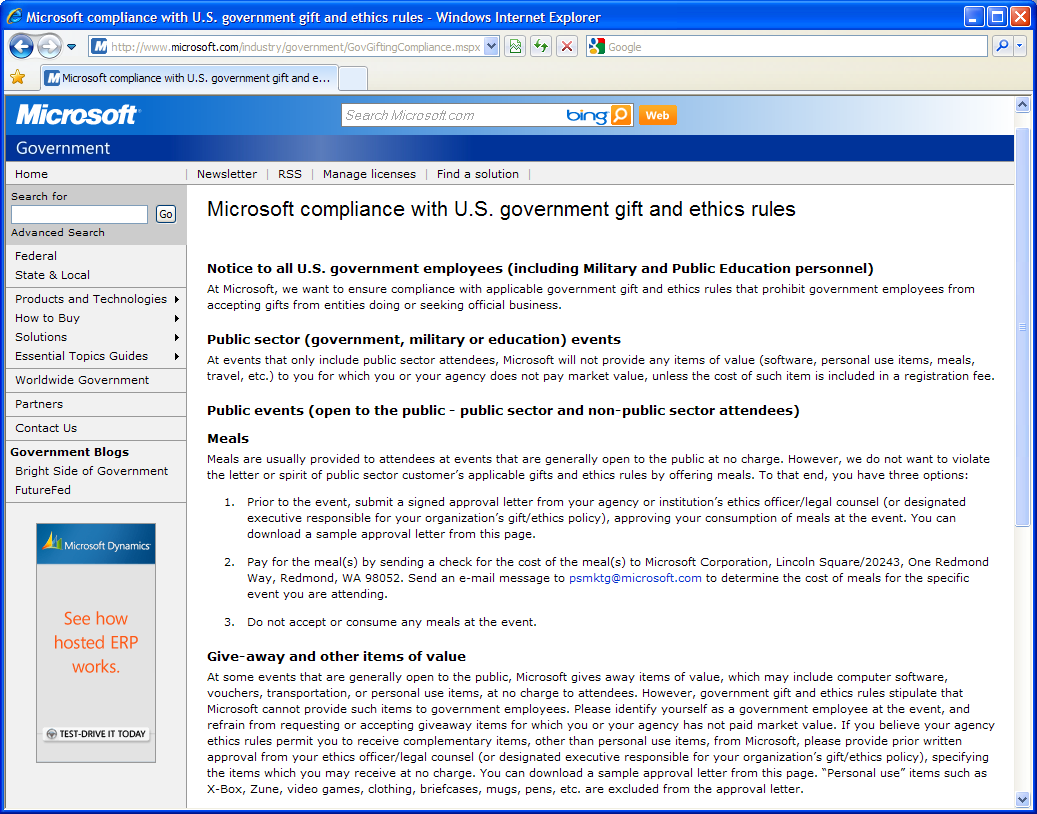 Microsoft compliance with U.S. government gift and ethics rules - Windows Internet Explorer
http://www.microsoft.com/industry/government/GovGiftingCompliance.mspx
Google
Microsoft compliance with U.S. government gift and e...
Microsoft
Search Microsoft.com
bing
Web
Government
Home
Newsletter | RSS | Manage licenses | Find a solution |
Search for
Go
Advanced Search
Federal
State & Local
Products and Technologies
How to Buy
Solutions
Essential Topics Guides
Worldwide Government
Partners
Contact Us
Government Blogs
Bright Side of Government
FutureFed
Microsoft Dynamics
See how
hosted ERP
works.
TEST-DRIVE IT TODAY
Microsoft compliance with U.S. government gift and ethics rules
Notice to all U.S. government employees (including Military and Public Education personnel)
At Microsoft, we want to ensure compliance with applicable government gift and ethics rules that prohibit government employees from
accepting gifts from entities doing or seeking official business.
Public sector (government, military or education) events
At events that only include public sector attendees, Microsoft will not provide any items of value (software, personal use items, meals,
travel, etc.) to you for which you or your agency does not pay market value, unless the cost of such item is included in a registration fee.
Public events (open to the public - public sector and non-public sector attendees)
Meals
Meals are usually provided to attendees at events that are generally open to the public at no charge. However, we do not want to violate
the letter or spirit of public sector customer’s applicable gifts and ethics rules by offering meals. To that end, you have three options:
1. Prior to the event, submit a signed approval letter from your agency or institution’s ethics officer/legal counsel (or designated
executive responsible for your organization’s gift/ethics policy), approving your consumption of meals at the event. You can
download a sample approval letter from this page.
2. Pay for the meal(s) by sending a check for the cost of the meal(s) to Microsoft Corporation, Lincoln Square/20243, One Redmond
Way, Redmond, WA 98052. Send an e-mail message to psmktg@microsoft.com to determine the cost of meals for the specific
event you are attending.
3. Do not accept or consume any meals at the event.
Give-away and other items of value
At some events that are generally open to the public, Microsoft gives away items of value, which may include computer software,
vouchers, transportation, or personal use items, at no charge to attendees. However, government gift and ethics rules stipulate that
Microsoft cannot provide such items to government employees. Please identify yourself as a government employee at the event, and
refrain from requesting or accepting giveaway items for which you or your agency has not paid market value. If you believe your agency
ethics rules permit you to receive complementary items, other than personal use items, from Microsoft, please provide prior written
approval from your ethics officer/legal counsel (or designated executive responsible for your organization’s gift/ethics policy), specifying
the items which you may receive at no charge. You can download a sample approval letter from this page. “Personal use” items such as
X-Box, Zune, video games, clothing, briefcases, mugs, pens, etc. are excluded from the approval letter.